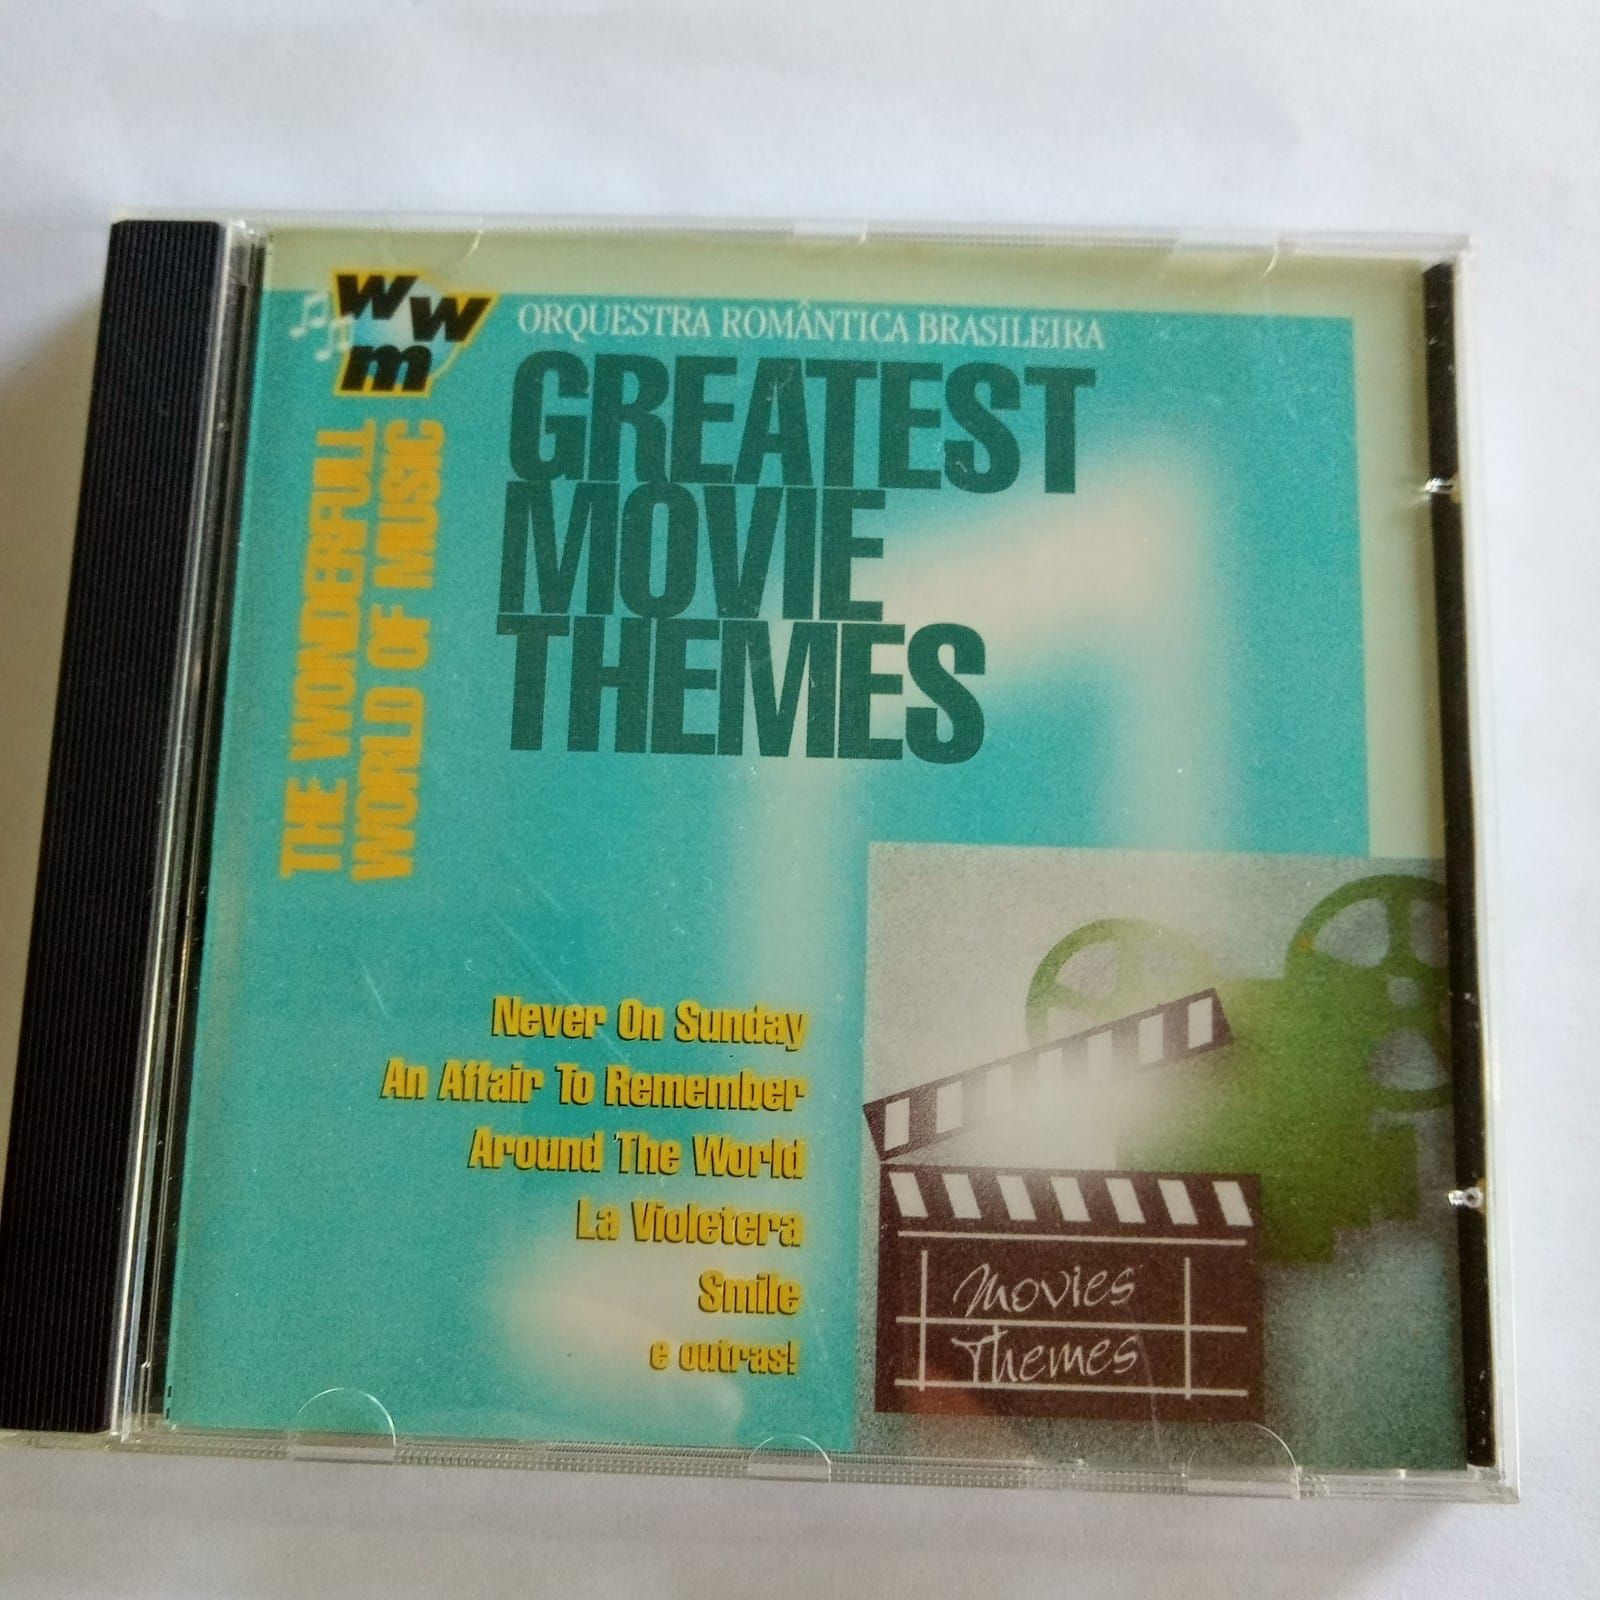 WW
m
THE WONDERFULL
WORLD OF MUSIC
ORQUESTRA ROMÂNTICA BRASILEIRA
GREATEST
MOVIE
THEMES
Never On Sunday
An Affair To Remember
Around The World
La Violetera
Smile
e outras!
Movies
Themes